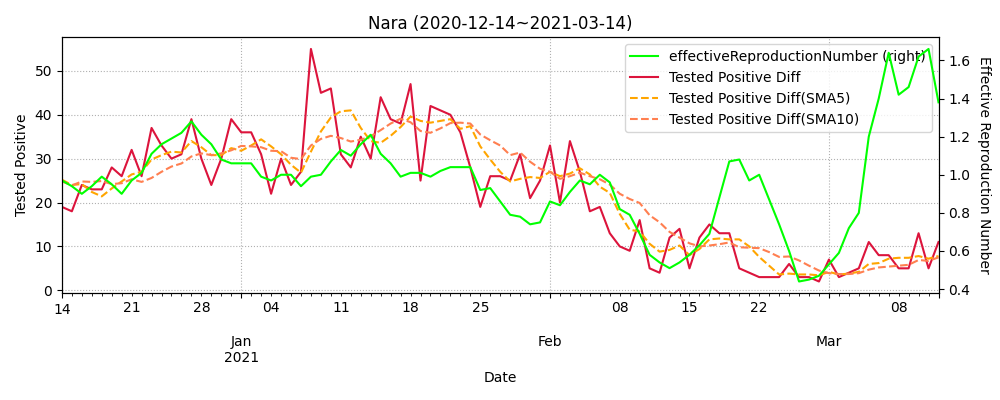 Nara (2020-12-14~2021-03-14)
effectiveReproductionNumber (right)
Tested Positive Diff
Tested Positive Diff(SMA5)
Tested Positive Diff(SMA10)
Tested Positive
50
40
30
20
10
0
1.6
1.4
1.2
1.0
0.8
0.6
0.4
Effective Reproduction Number
14 21 28 04 11 18 25 08 15 22 08
Jan Feb Mar
2021
Date